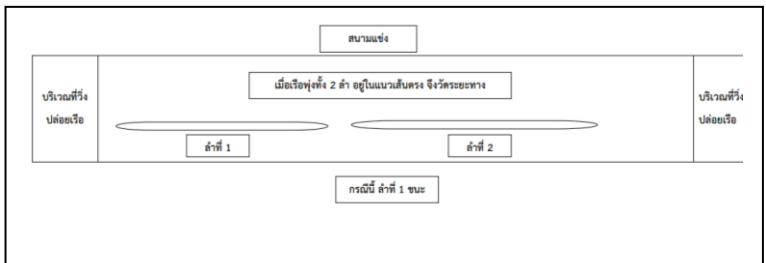 สนามแข่ง
เมื่อเรือพุ่งทั้ง 2 ลำ อยู่ในแนวเส้นตรง จึงวัดระยะทาง
บริเวณที่วิ่ง
ปล่อยเรือ
บริเวณที่วิ่ง
ปล่อยเรือ
ลำที่ 1
ลำที่ 2
กรณีนี้ ลำที่ 1 ชนะ